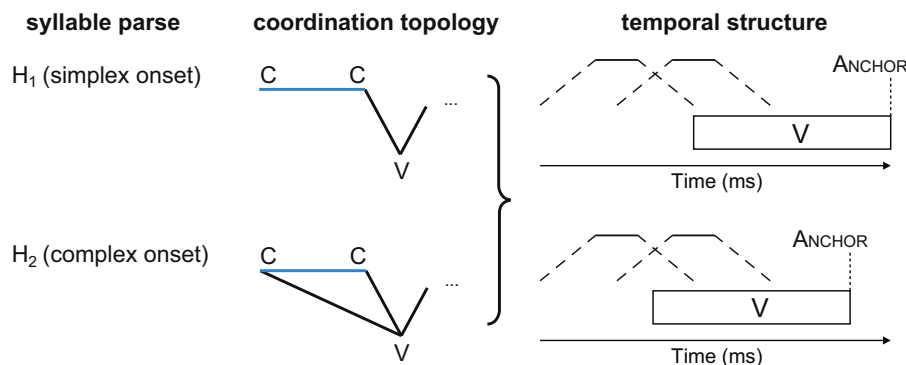 syllable parse coordination topology temporal structure
H₁ (simplex onset)
C C
...
V
ANCHOR
V
Time (ms)
H₂ (complex onset)
C C
...
V
ANCHOR
V
Time (ms)